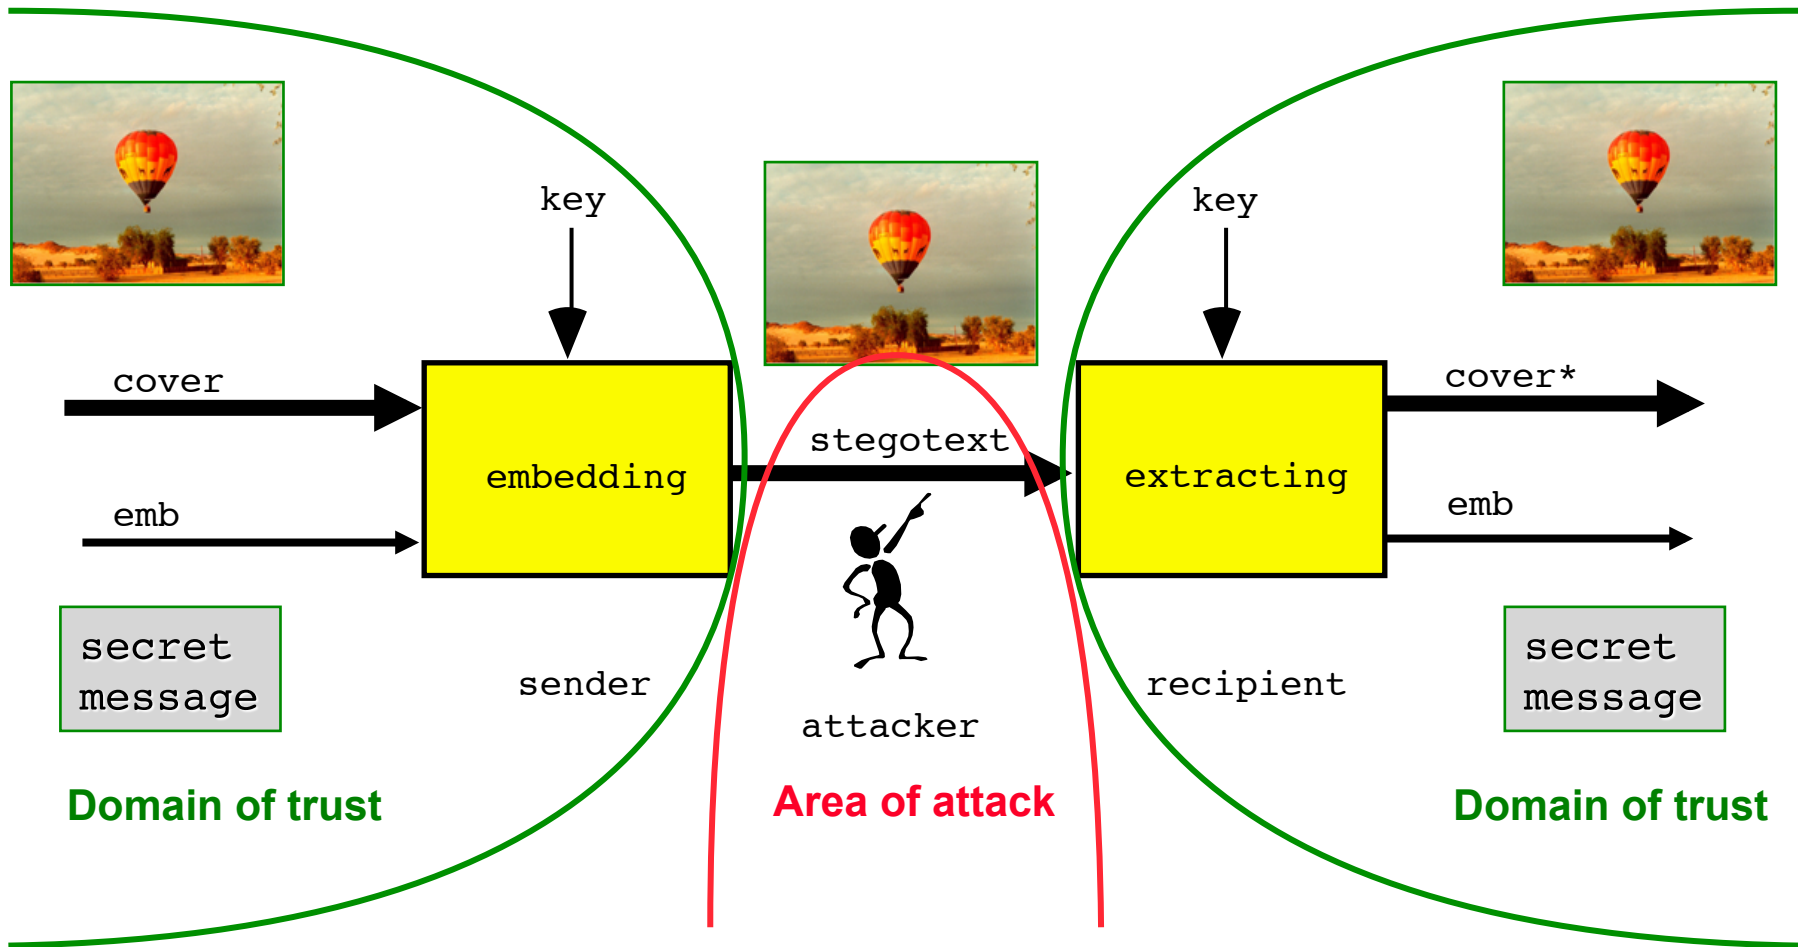 key
key
cover
cover*
stegotext
embedding
extracting
emb
emb
secret
message
secret
message
sender
recipient
attacker
Domain of trust
Area of attack
Domain of trust